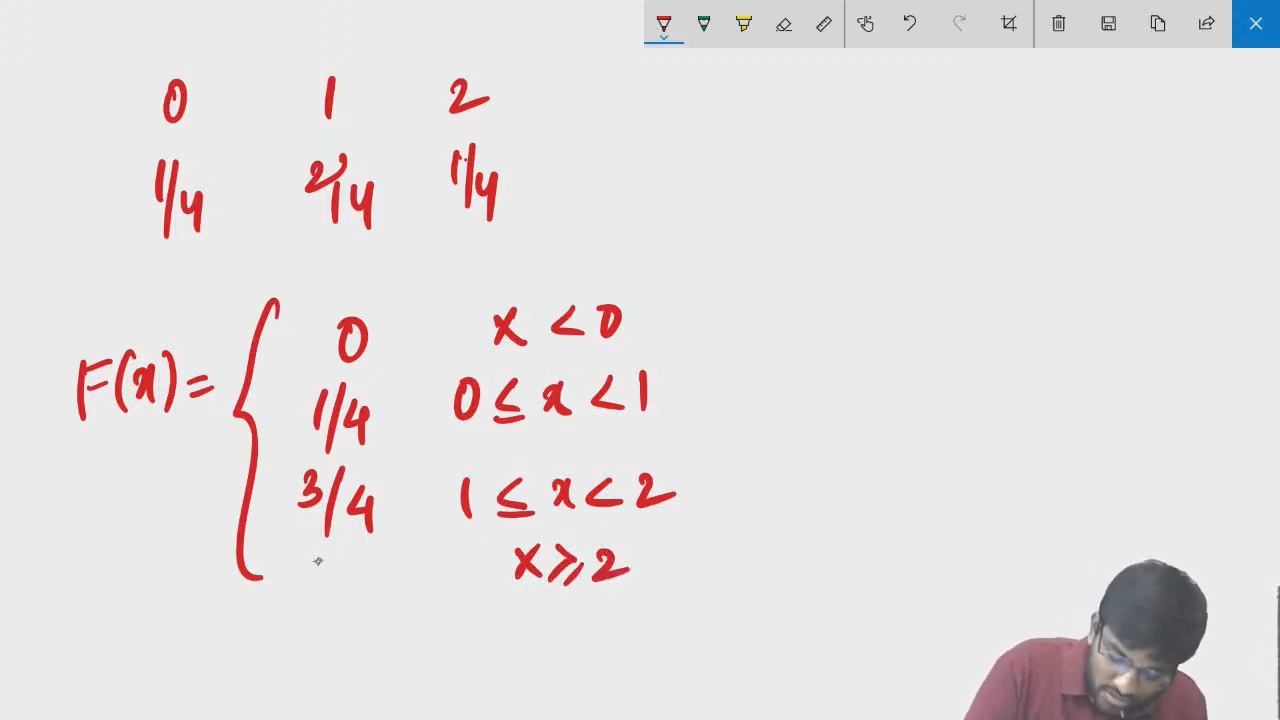 0 1 2
1/4 2/4 1/4
F(x) = { 0 x < 0
1/4 0 ≤ x < 1
3/4 1 ≤ x < 2
x ≥ 2